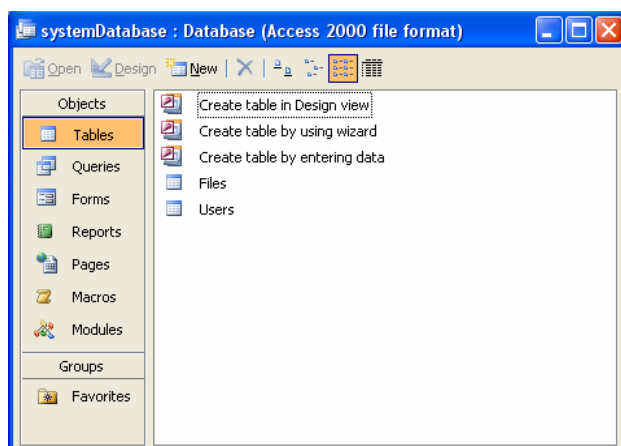 systemDatabase : Database (Access 2000 file format)
Open Design New
Objects
Tables
Queries
Forms
Reports
Pages
Macros
Modules
Groups
Favorites
Create table in Design view
Create table by using wizard
Create table by entering data
Files
Users